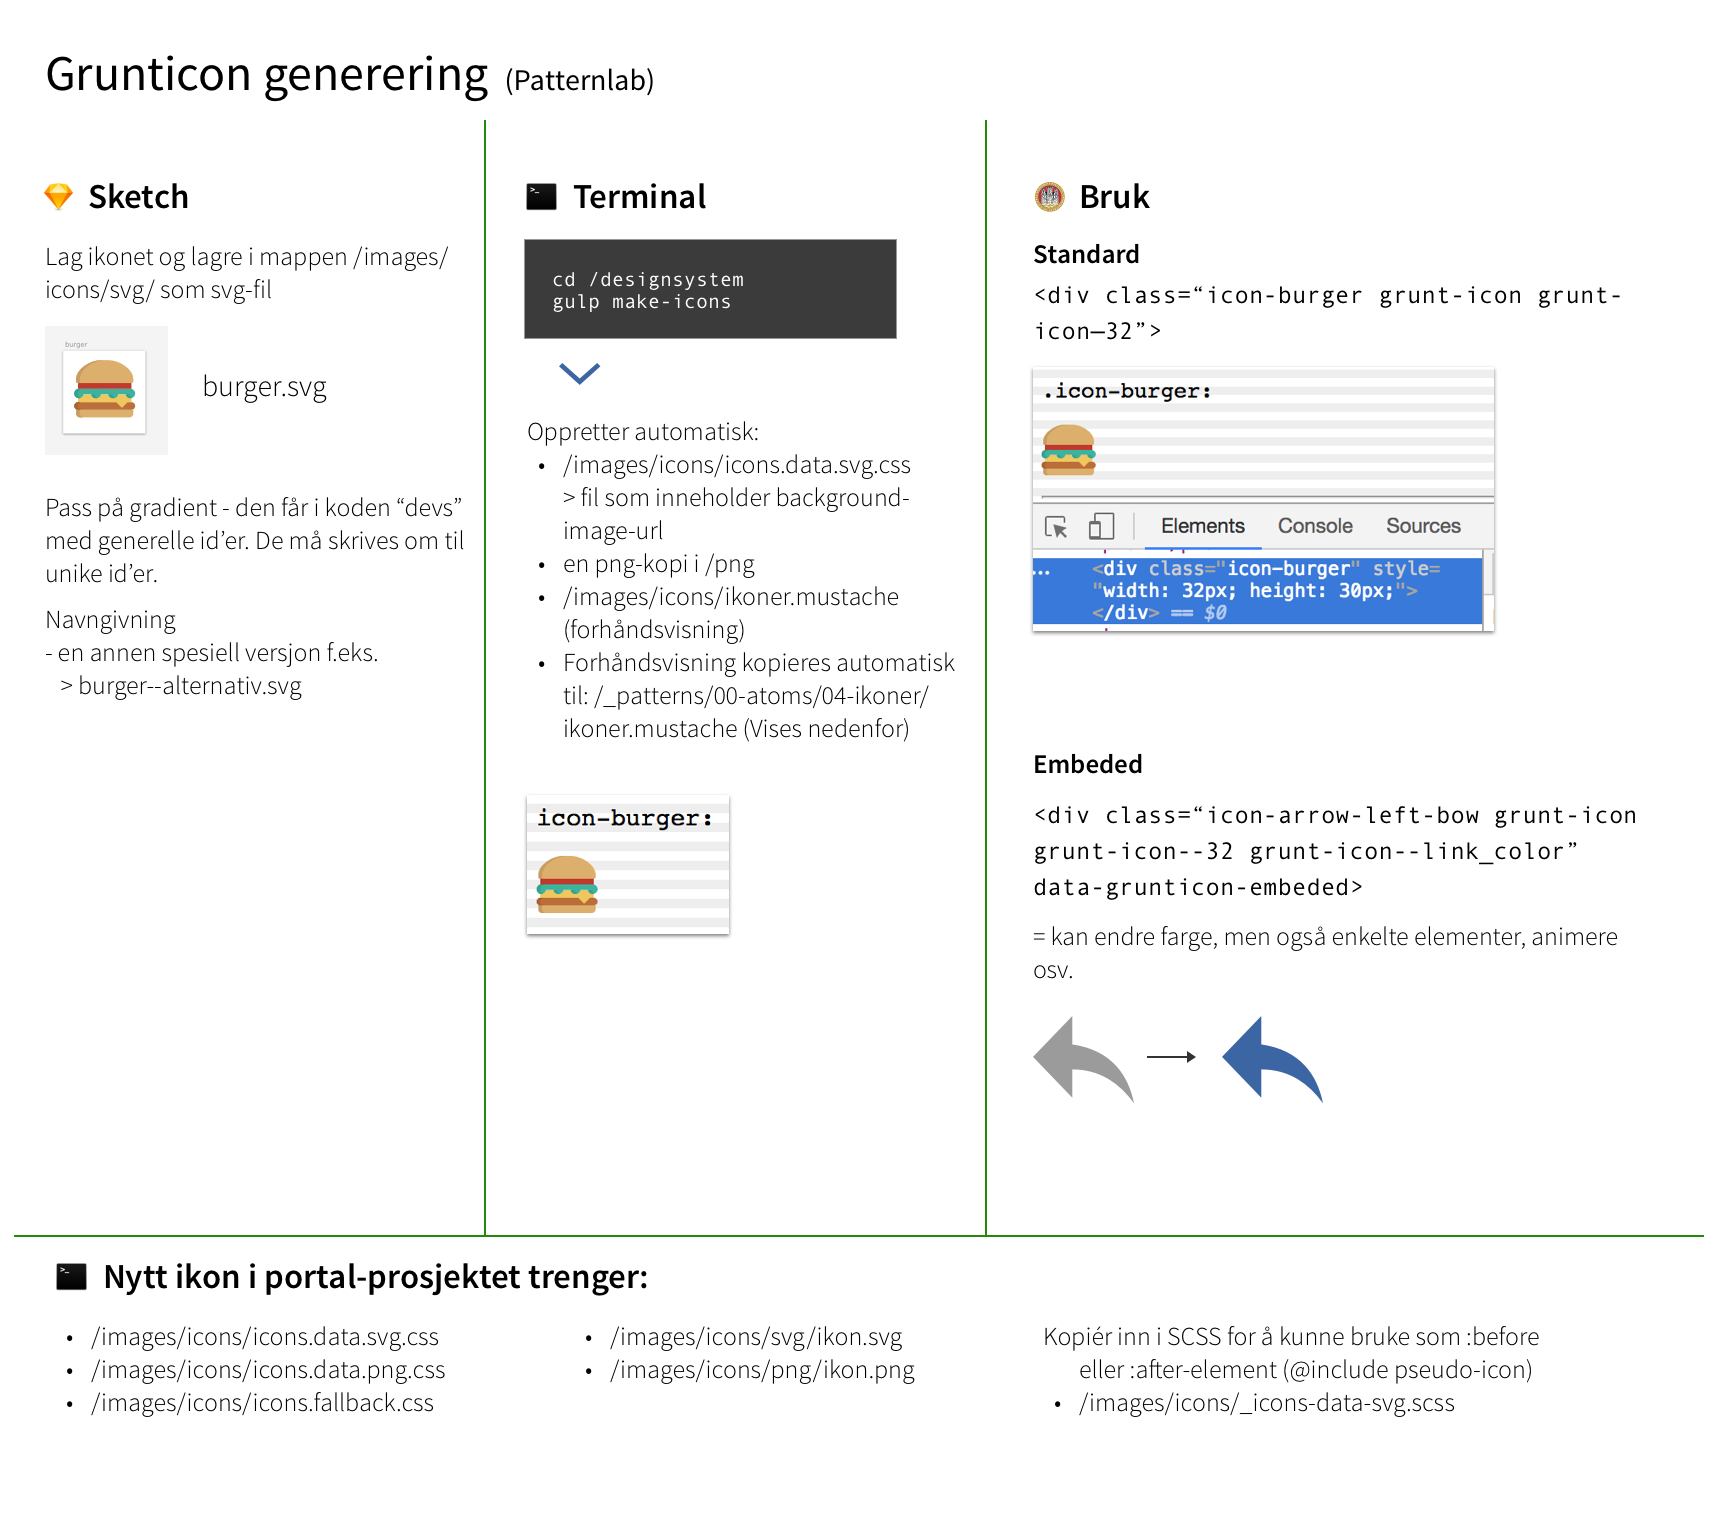 Grunticon generering (Patternlab)
Sketch
Lag ikonet og lagre i mappen /images/
icons/svg/ som svg-fil
burger
burger.svg
Pass på gradient - den får i koden “devs”
med generelle id’er. De må skrives om til
unike id’er.
Navngivning
- en annen spesiell versjon f.eks.
> burger--alternativ.svg
Terminal
cd /designsystem
gulp make-icons
Oppretter automatisk:
• /images/icons/icons.data.svg.css
> fil som inneholder background-
image-url
• en png-kopi i /png
• /images/icons/ikoner.mustache
(forhåndsvisning)
• Forhåndsvisning kopieres automatisk
til: /_patterns/00-atoms/04-ikoner/
ikoner.mustache (Vises nedenfor)
icon-burger:
Bruk
Standard
<div class=“icon-burger grunt-icon grunt-
icon—32”>
.icon-burger:
Elements Console Sources
... <div class="icon-burger" style=
"width: 32px; height: 30px;">
</div> == $0
Embeded
<div class=“icon-arrow-left-bow grunt-icon
grunt-icon--32 grunt-icon--link_color”
data-grunticon-embeded>
= kan endre farge, men også enkelte elementer, animere
osv.
Nytt ikon i portal-prosjektet trenger:
• /images/icons/icons.data.svg.css
• /images/icons/icons.data.png.css
• /images/icons/icons.fallback.css
• /images/icons/svg/ikon.svg
• /images/icons/png/ikon.png
Kopiér inn i SCSS for å kunne bruke som :before
eller :after-element (@include pseudo-icon)
• /images/icons/_icons-data-svg.scss